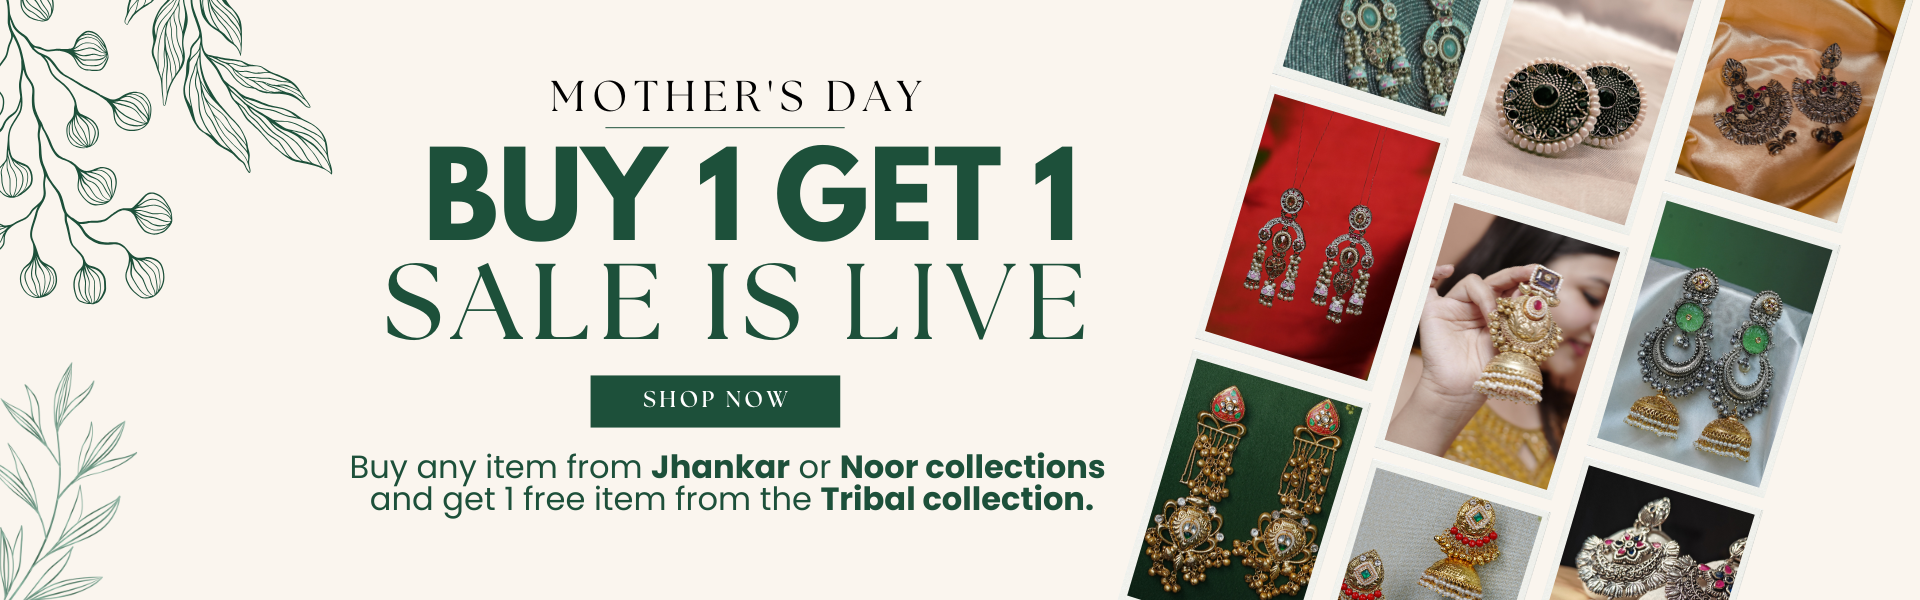 MOTHER'S DAY
BUY 1 GET 1
SALE IS LIVE
SHOP NOW
Buy any item from Jhankar or Noor collections
and get 1 free item from the Tribal collection.